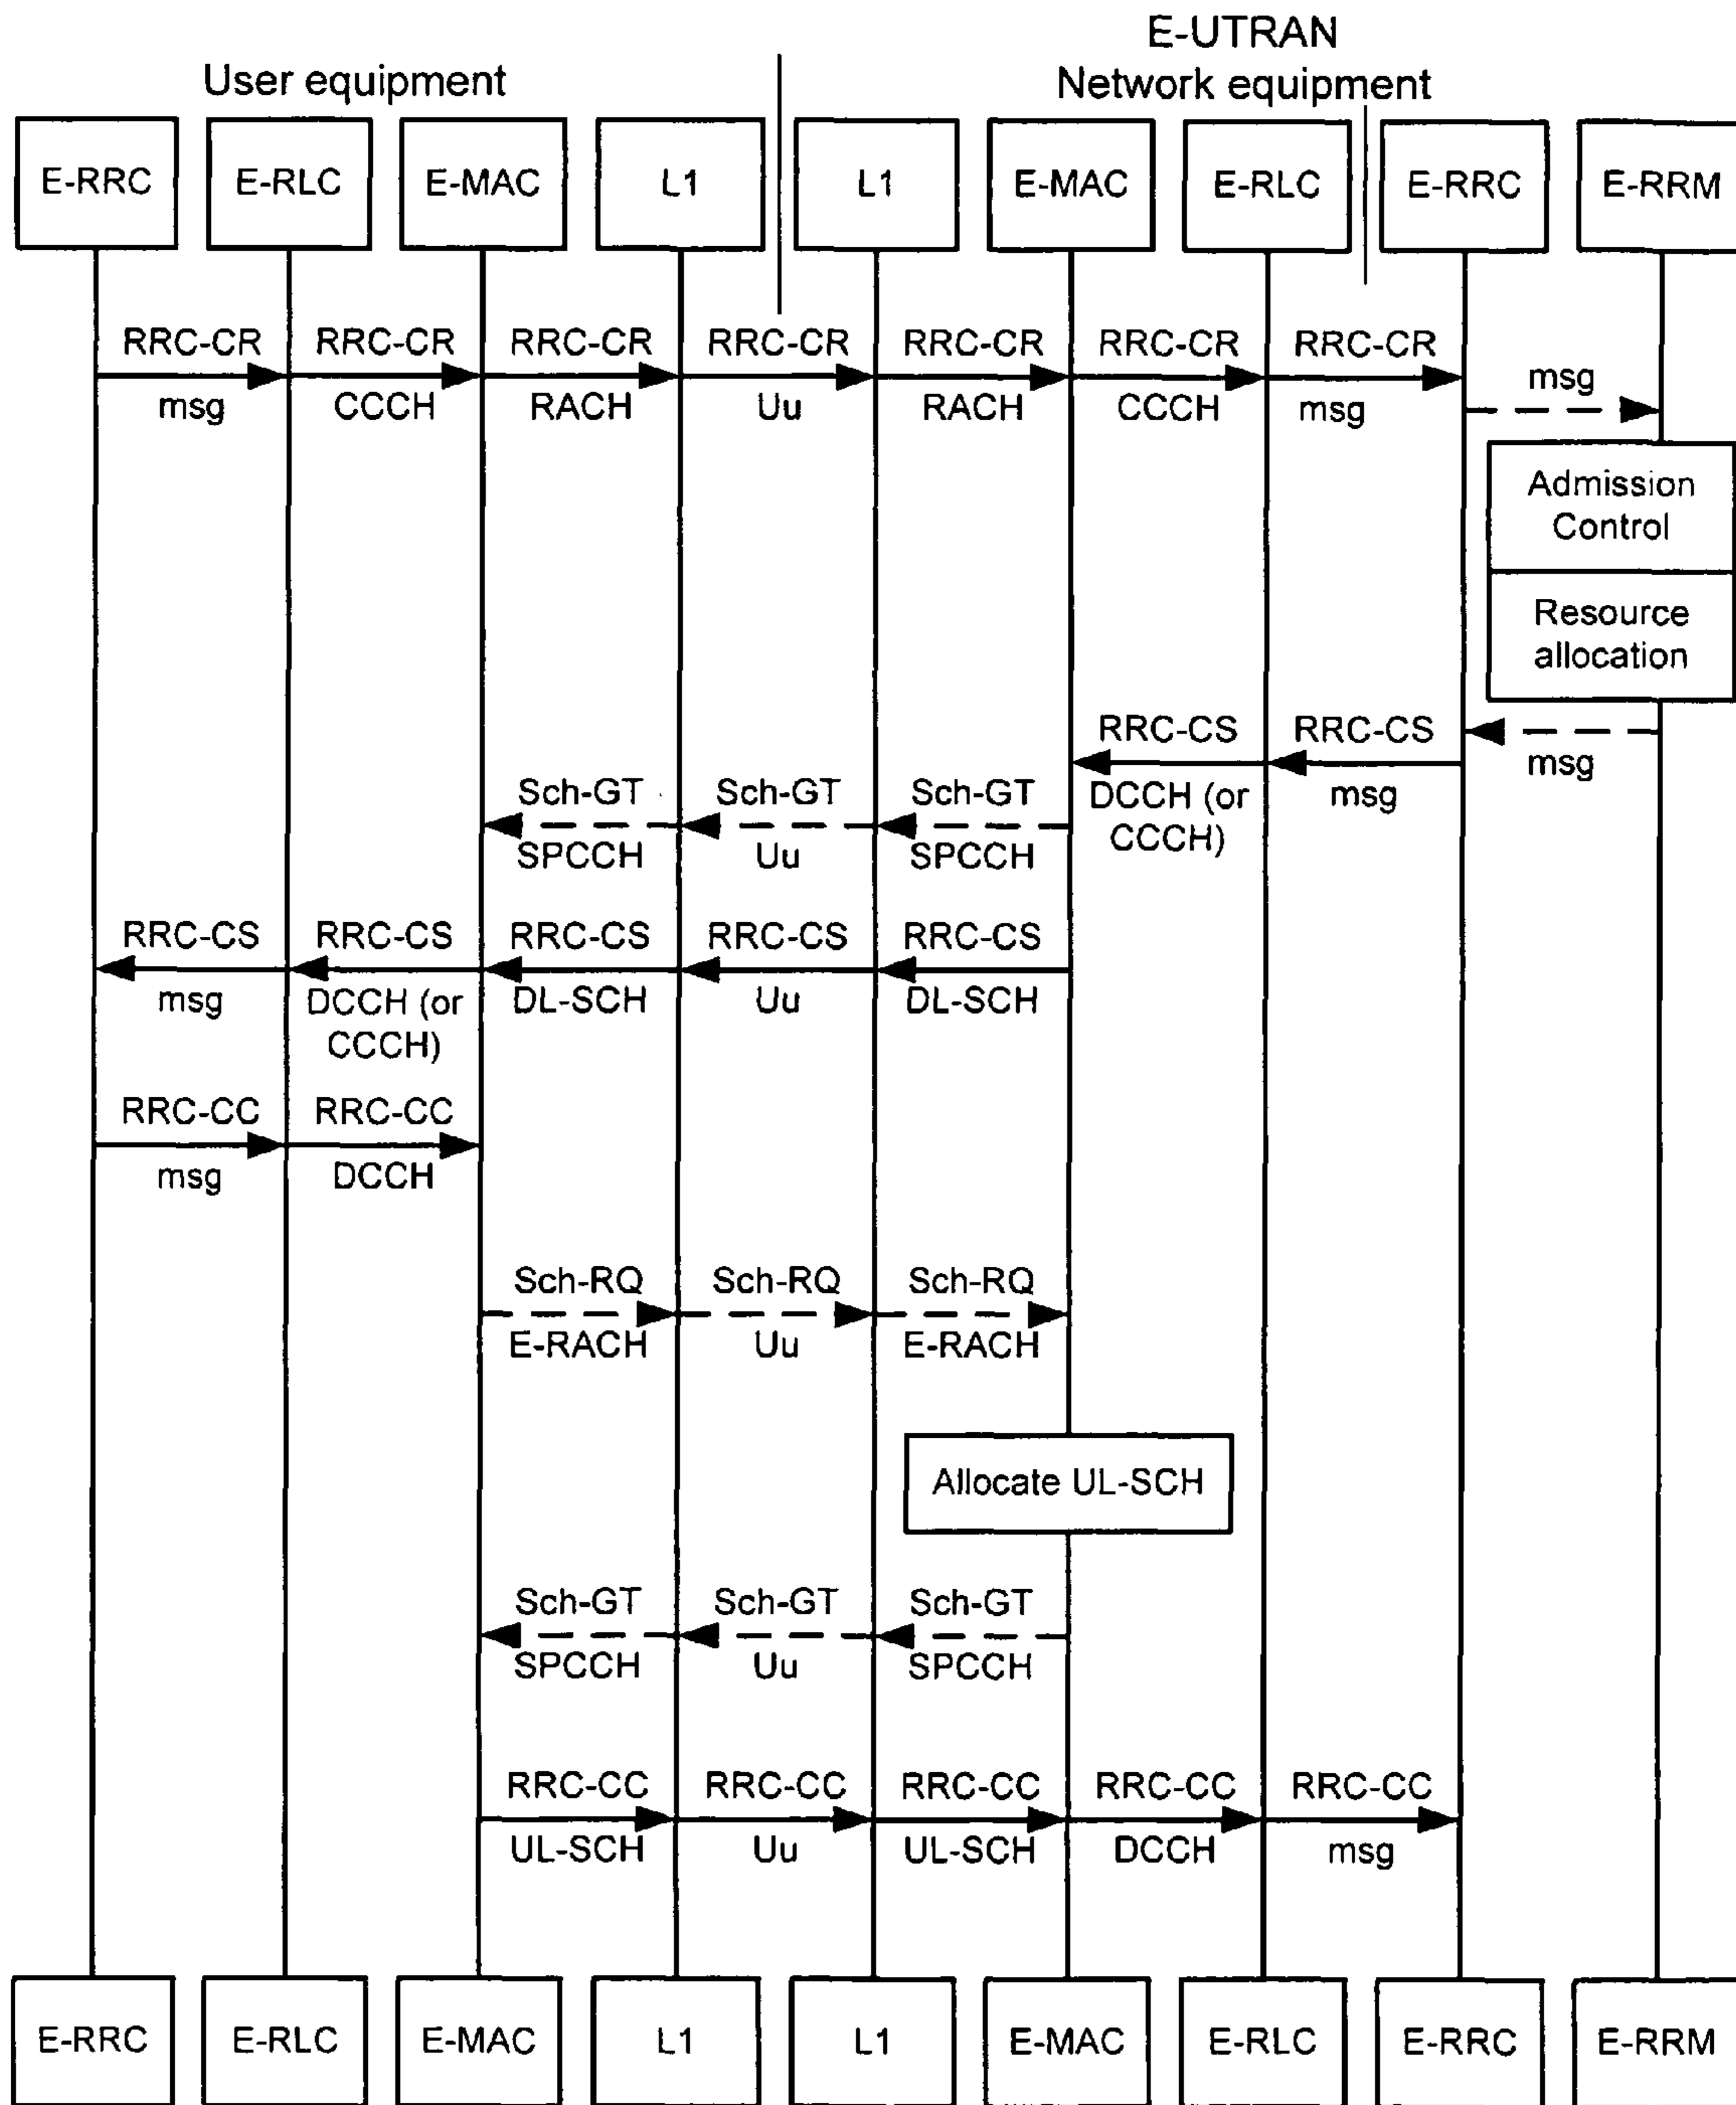 E-UTRAN
User equipment
Network equipment
E-RRC E-RLC E-MAC L1 L1 E-MAC E-RLC E-RRC E-RRM
RRC-CR RRC-CR RRC-CR RRC-CR RRC-CR RRC-CR RRC-CR
msg CCCH RACH Uu RACH CCCH msg
msg
Admission
Control
Resource
allocation
RRC-CS RRC-CS
DCCH (or
CCCH)
msg
msg
Sch-GT Sch-GT Sch-GT
SPCCH Uu SPCCH
RRC-CS RRC-CS RRC-CS RRC-CS RRC-CS
msg DCCH (or DL-SCH Uu DL-SCH
CCCH)
RRC-CC RRC-CC
msg DCCH
Sch-RQ Sch-RQ Sch-RQ
E-RACH Uu E-RACH
Allocate UL-SCH
Sch-GT Sch-GT Sch-GT
SPCCH Uu SPCCH
RRC-CC RRC-CC RRC-CC RRC-CC RRC-CC
UL-SCH Uu UL-SCH DCCH msg
E-RRC E-RLC E-MAC L1 L1 E-MAC E-RLC E-RRC E-RRM